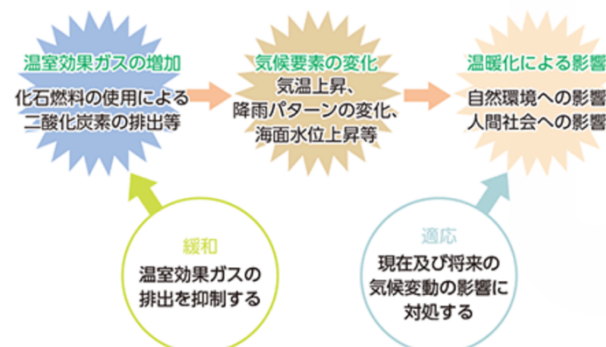 温室効果ガスの増加
化石燃料の使用による
二酸化炭素の排出等
気候要素の変化
気温上昇、
降雨パターンの変化、
海面水位上昇等
温暖化による影響
自然環境への影響
人間社会への影響
緩和
温室効果ガスの
排出を抑制する
適応
現在及び将来の
気候変動の影響に
対処する